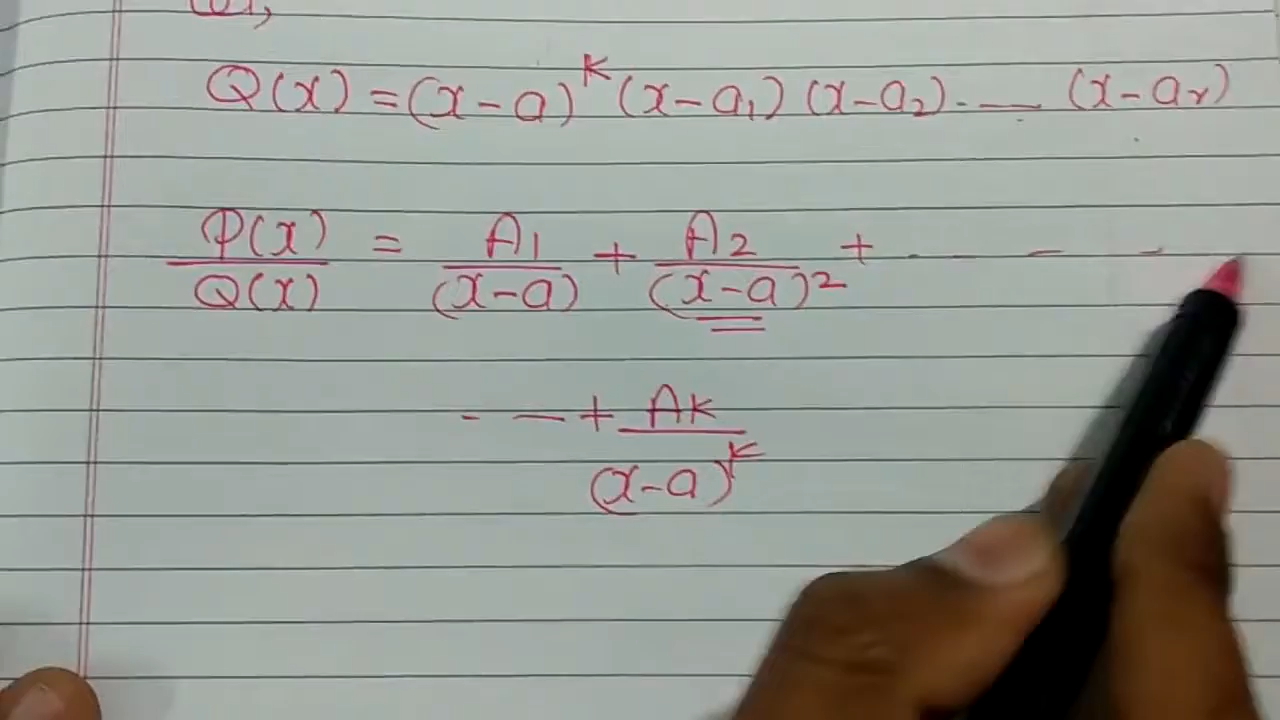 Q(x) = (x-a)^k (x-a₁) (x-a₂) . — (x-aᵣ)
P(x)/Q(x) = A₁/(x-a) + A₂/(x-a)² + - - - -
- — + Aₖ/(x-a)^k